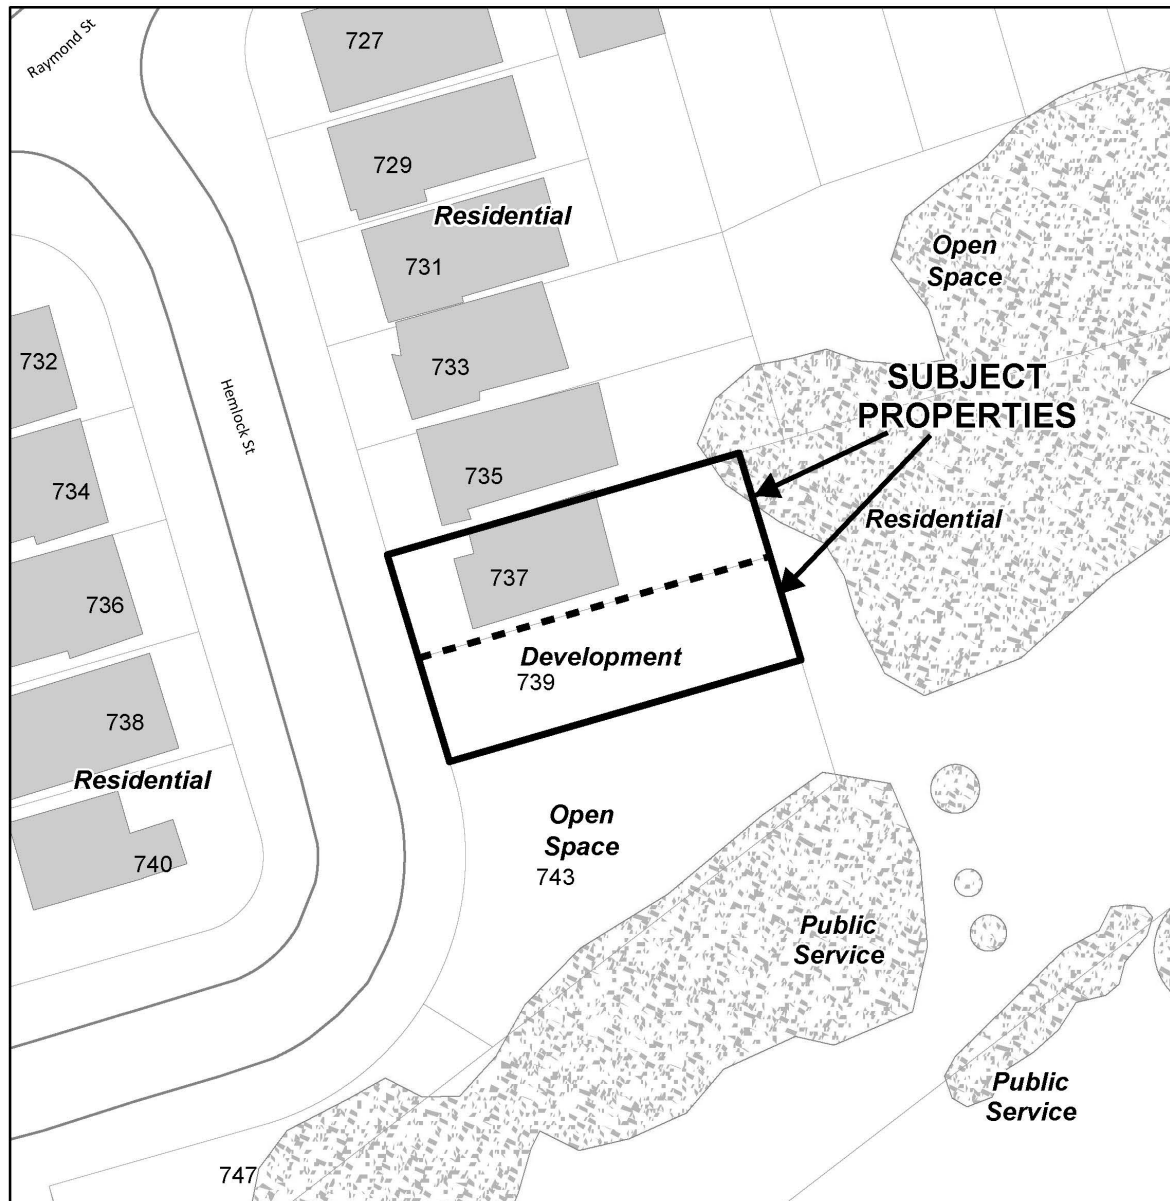 Raymond St
727
729
Residential
731
Open
Space
732
733
SUBJECT
PROPERTIES
Hemlock St
735
734
Residential
737
736
Development
739
738
Residential
Open
Space
743
740
Public
Service
Public
Service
747